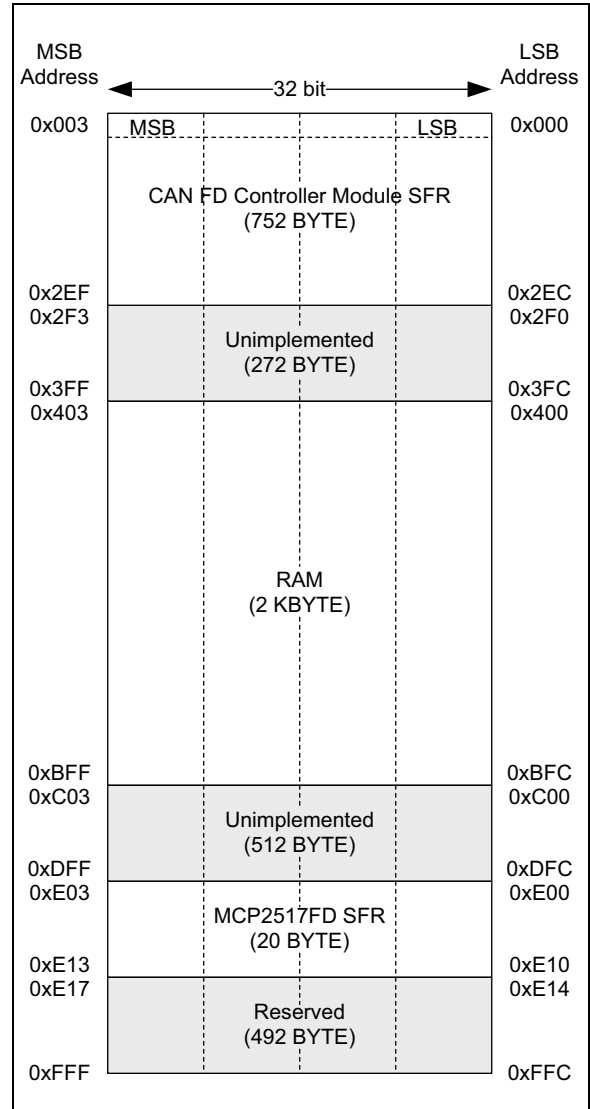 MSB
Address
LSB
Address
32 bit
0x003 MSB LSB 0x000
CAN FD Controller Module SFR
(752 BYTE)
0x2EF 0x2EC
0x2F3 0x2F0
Unimplemented
(272 BYTE)
0x3FF 0x3FC
0x403 0x400
RAM
(2 KBYTE)
0xBFF 0xBFC
0xC03 0xC00
Unimplemented
(512 BYTE)
0xDFF 0xDFC
0xE03 0xE00
MCP2517FD SFR
(20 BYTE)
0xE13 0xE10
0xE17 0xE14
Reserved
(492 BYTE)
0xFFF 0xFFC